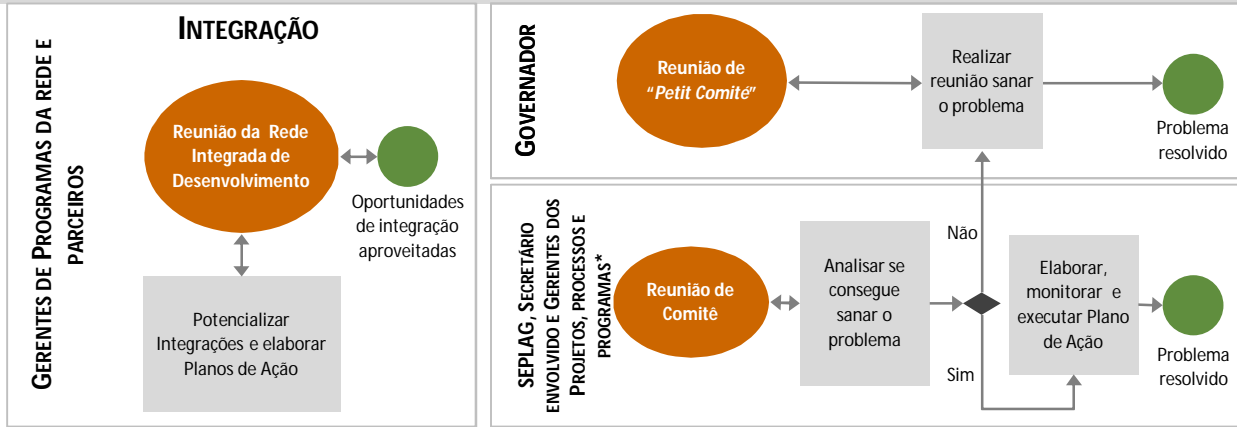 INTEGRAÇÃO
GERENTES DE PROGRAMAS DA REDE E
PARCEIROS
Reunião da Rede
Integrada de
Desenvolvimento
Oportunidades
de integração
aproveitadas
Potencializar
Integrações e elaborar
Planos de Ação
GOVERNADOR
Reunião de
“Petit Comité”
Realizar
reunião sanar
o problema
Problema
resolvido
SEPLAG, SECRETÁRIO
ENVOLVIDO E GERENTES DOS
PROJETOS, PROCESSOS E
PROGRAMAS*
Reunião de
Comitê
Analisar se
consegue
sanar o
problema
Não
Sim
Elaborar,
monitorar e
executar Plano
de Ação
Problema
resolvido